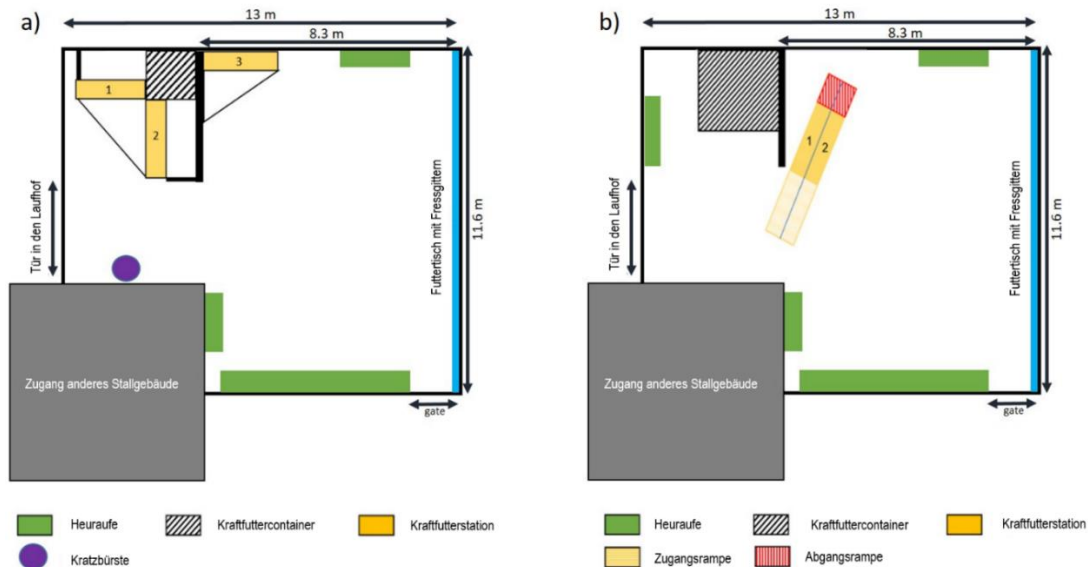 a)
13 m
8.3 m
3
1
2
Tür in den Laufhof
Futtertisch mit Fressgittern
11.6 m
Zugang anderes Stallgebäude
gate
Heuraufe
Kraftfuttercontainer
Kraftfutterstation
Kratzbürste
b)
13 m
8.3 m
1
2
Tür in den Laufhof
Futtertisch mit Fressgittern
11.6 m
Zugang anderes Stallgebäude
gate
Heuraufe
Kraftfuttercontainer
Kraftfutterstation
Zugangsrampe
Abgangsrampe